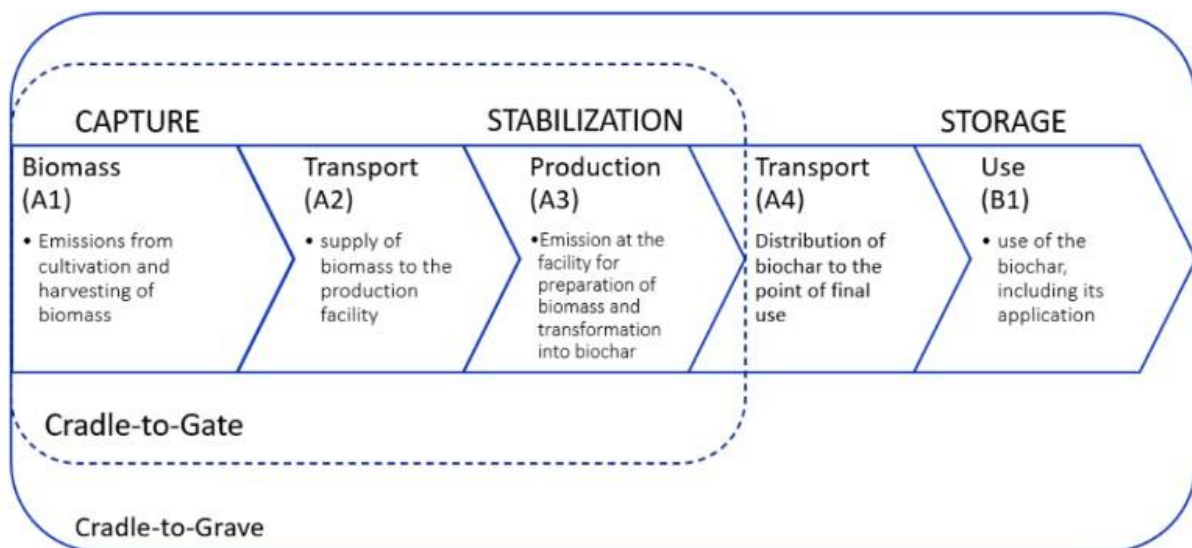 CAPTURE
STABILIZATION
STORAGE
Biomass
(A1)
• Emissions from
cultivation and
harvesting of
biomass
Transport
(A2)
• supply of
biomass to the
production
facility
Production
(A3)
•Emission at the
facility for
preparation of
biomass and
transformation
into biochar
Transport
(A4)
Distribution of
biochar to the
point of final
use
Use
(B1)
• use of the
biochar,
including its
application
Cradle-to-Gate
Cradle-to-Grave